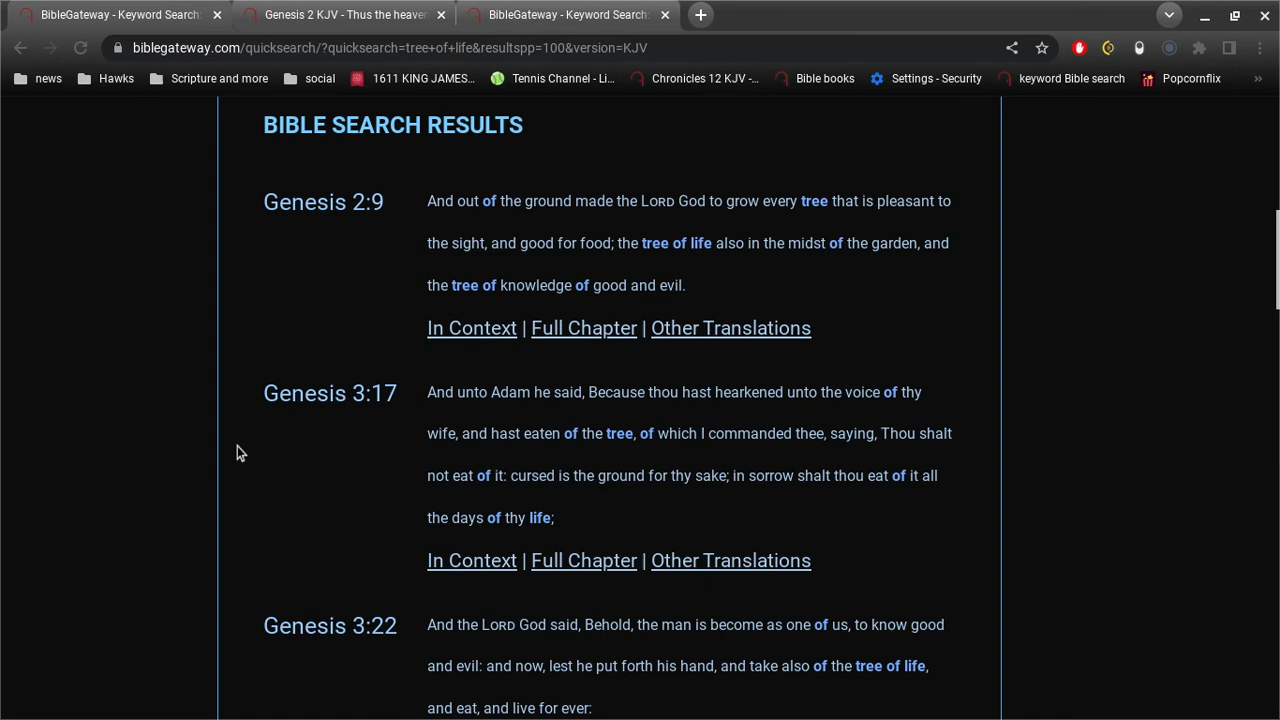 BibleGateway - Keyword Search:
Genesis 2 KJV - Thus the heaven
BibleGateway - Keyword Search:
biblegateway.com/quicksearch/?quicksearch=tree+of+life&resultspp=100&version=KJV
news
Hawks
Scripture and more
social
1611 KING JAMES...
Tennis Channel - Li...
Chronicles 12 KJV -...
Bible books
Settings - Security
keyword Bible search
Popcornflix
»
BIBLE SEARCH RESULTS
Genesis 2:9
And out of the ground made the LORD God to grow every tree that is pleasant to
the sight, and good for food; the tree of life also in the midst of the garden, and
the tree of knowledge of good and evil.
In Context | Full Chapter | Other Translations
Genesis 3:17
And unto Adam he said, Because thou hast hearkened unto the voice of thy
wife, and hast eaten of the tree, of which I commanded thee, saying, Thou shalt
not eat of it: cursed is the ground for thy sake; in sorrow shalt thou eat of it all
the days of thy life;
In Context | Full Chapter | Other Translations
Genesis 3:22
And the LORD God said, Behold, the man is become as one of us, to know good
and evil: and now, lest he put forth his hand, and take also of the tree of life,
and eat, and live for ever: